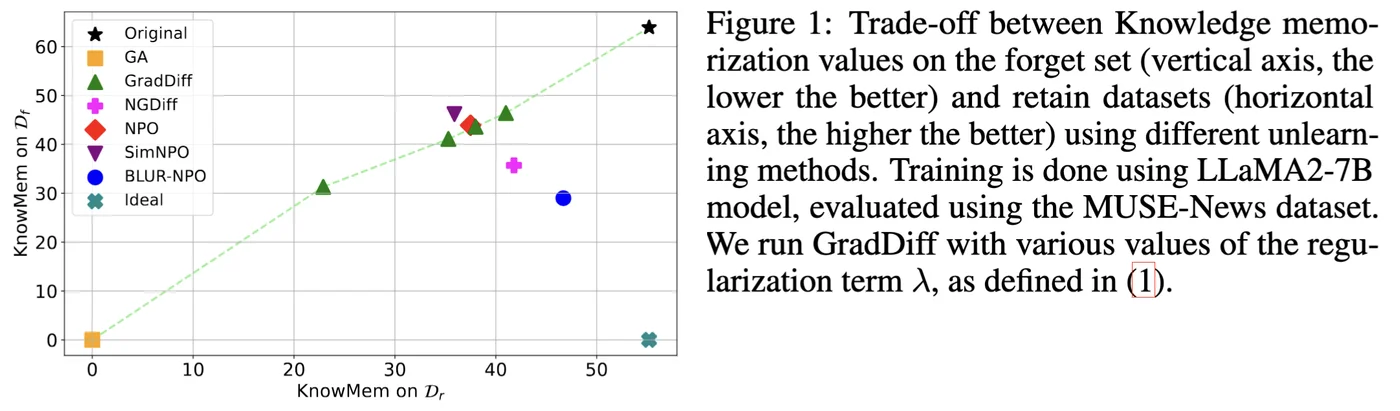 KnowMem on 𝒟f
60
50
40
30
20
10
0
Original
GA
GradDiff
NGDiff
NPO
SimNPO
BLUR-NPO
Ideal
0 10 20 30 40 50
KnowMem on 𝒟r
Figure 1: Trade-off between Knowledge memo-
rization values on the forget set (vertical axis, the
lower the better) and retain datasets (horizontal
axis, the higher the better) using different unlearn-
ing methods. Training is done using LLaMA2-7B
model, evaluated using the MUSE-News dataset.
We run GradDiff with various values of the regu-
larization term λ, as defined in (1).